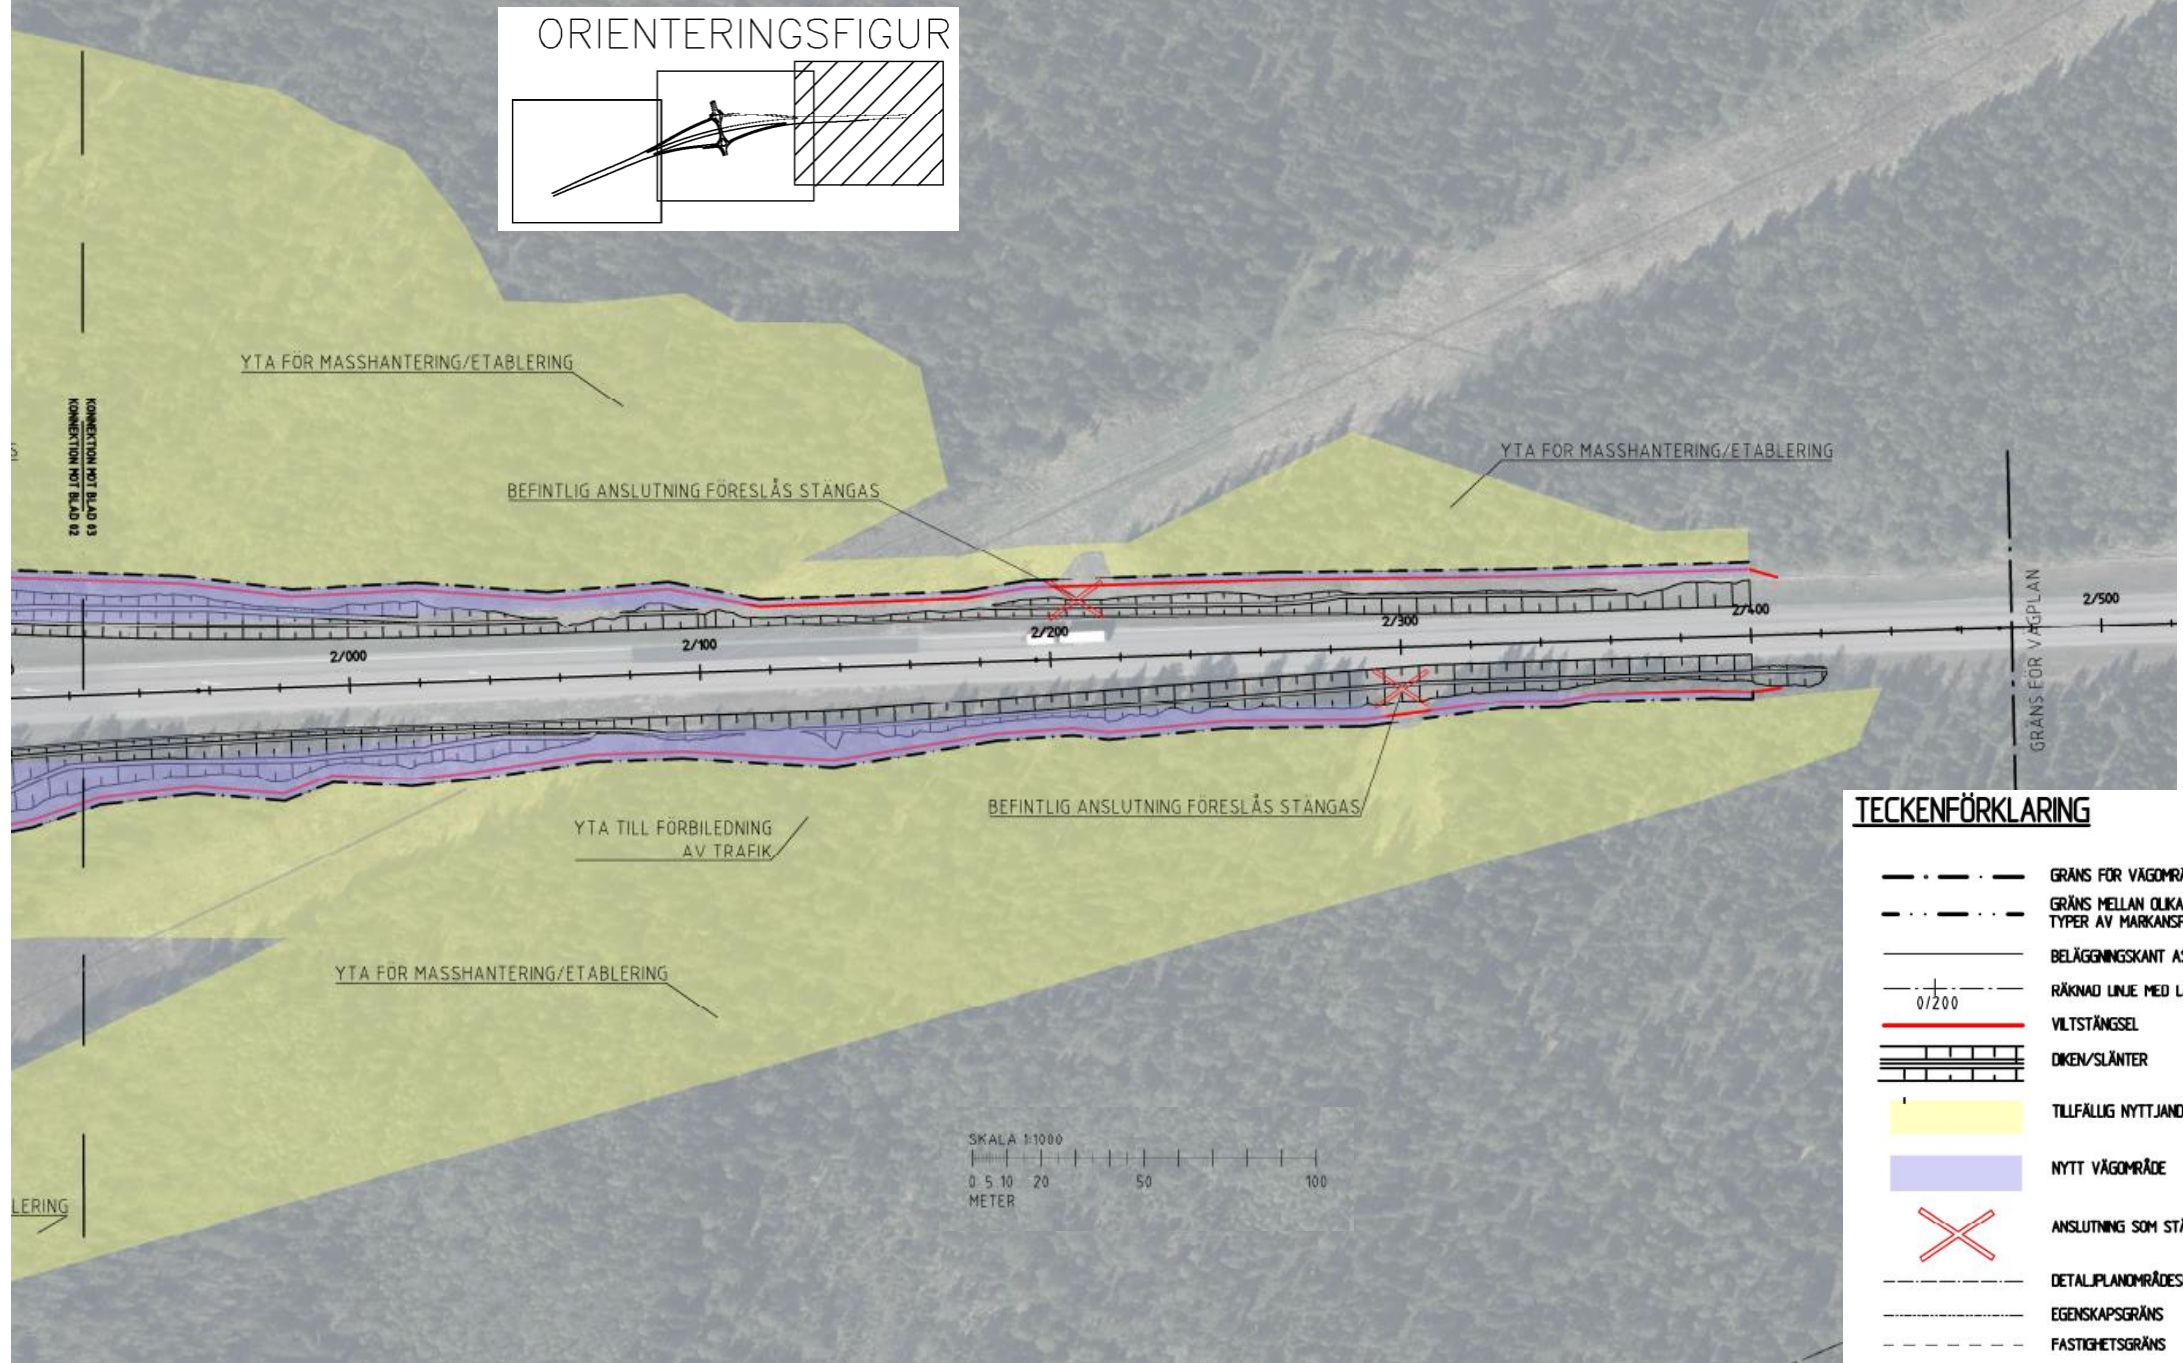 ORIENTERINGSFIGUR
YTA FÖR MASSHANTERING/ETABLERING
KONNEKTION MOT BLAD 03
KONNEKTION MOT BLAD 02
BEFINTLIG ANSLUTNING FÖRESLÅS STÄNGAS
YTA FÖR MASSHANTERING/ETABLERING
2/000
2/100
2/200
2/300
2/400
2/500
GRÄNS FÖR VÄGPLAN
YTA TILL FÖRBILEDNING
AV TRAFIK
BEFINTLIG ANSLUTNING FÖRESLÅS STÄNGAS
YTA FÖR MASSHANTERING/ETABLERING
LERING
SKALA 1:1000
0 5 10 20 50 100
METER
TECKENFÖRKLARING
GRÄNS FÖR VÄGOMRÅ
GRÄNS MELLAN OLIKA
TYPER AV MARKANSP
BELÄGGNINGSKANT AS
RÄKNAD LINJE MED L
0/200
VILTSTÄNGSEL
DIKEN/SLÄNTER
TILLFÄLLIG NYTTJAND
NYTT VÄGOMRÅDE
ANSLUTNING SOM STÄ
DETALJPLANOMRÅDES
EGENSKAPSGRÄNS
FASTIGHETSGRÄNS